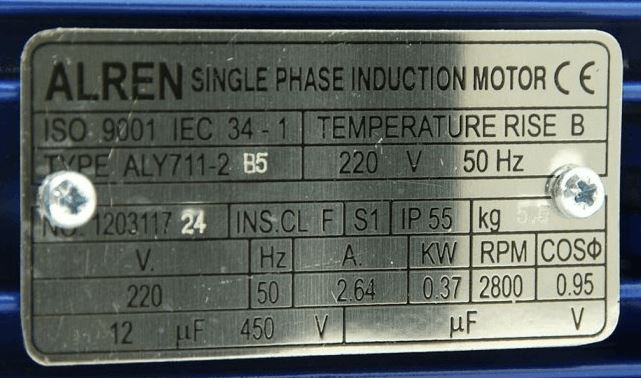 ALREN SINGLE PHASE INDUCTION MOTOR CE
ISO 9001 IEC 34 - 1 TEMPERATURE RISE B
TYPE ALY711-2 B5 220 V 50 Hz
NO. 1203117 24 INS.CL F S1 IP 55 kg
V. Hz A. KW RPM COSΦ
220 50 2.64 0.37 2800 0.95
12 μF 450 V μF V